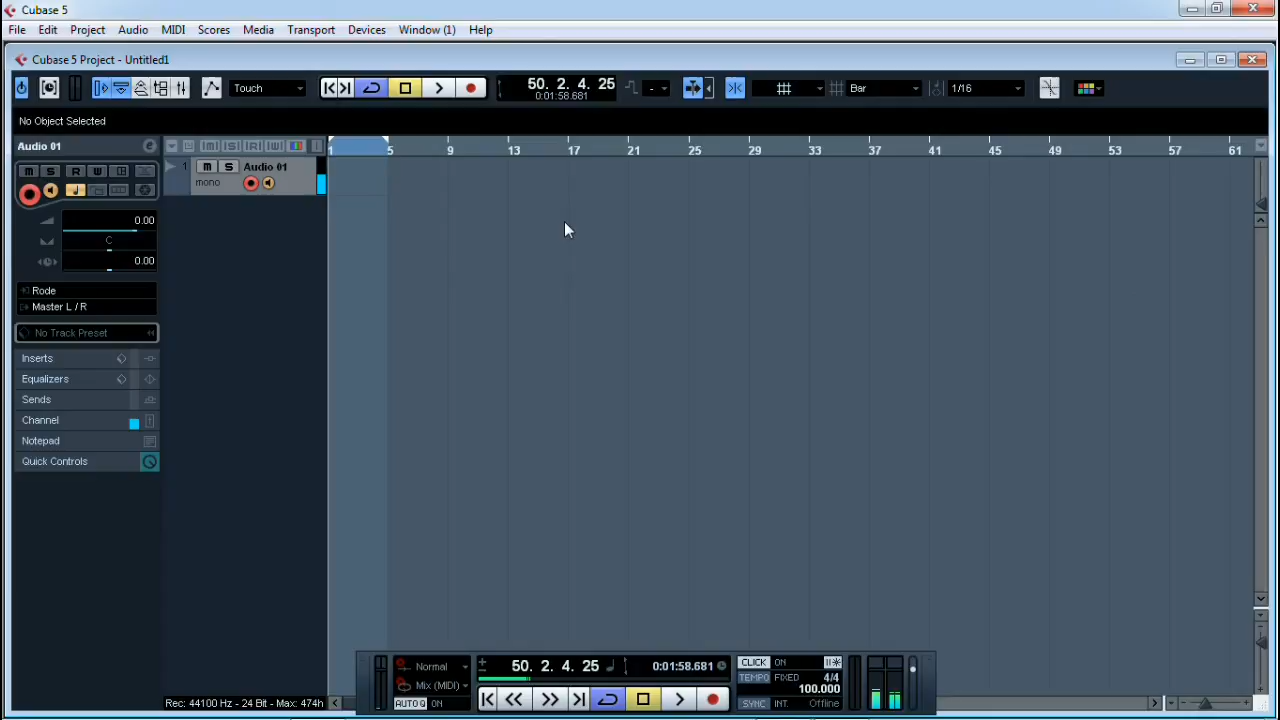 Cubase 5
File Edit Project Audio MIDI Scores Media Transport Devices Window (1) Help
Cubase 5 Project - Untitled1
Touch
50. 2. 4. 25
0:01:58.681
Bar
1/16
No Object Selected
Audio 01
1 5 9 13 17 21 25 29 33 37 41 45 49 53 57 61
M S R W
1 M S Audio 01
mono
0.00
C
0.00
Rode
Master L / R
No Track Preset
Inserts
Equalizers
Sends
Channel
Notepad
Quick Controls
Normal
Mix (MIDI)
AUTO Q ON
50. 2. 4. 25
0:01:58.681
CLICK ON
TEMPO FIXED 4/4
100.000
SYNC INT. Offline
Rec: 44100 Hz - 24 Bit - Max: 474h